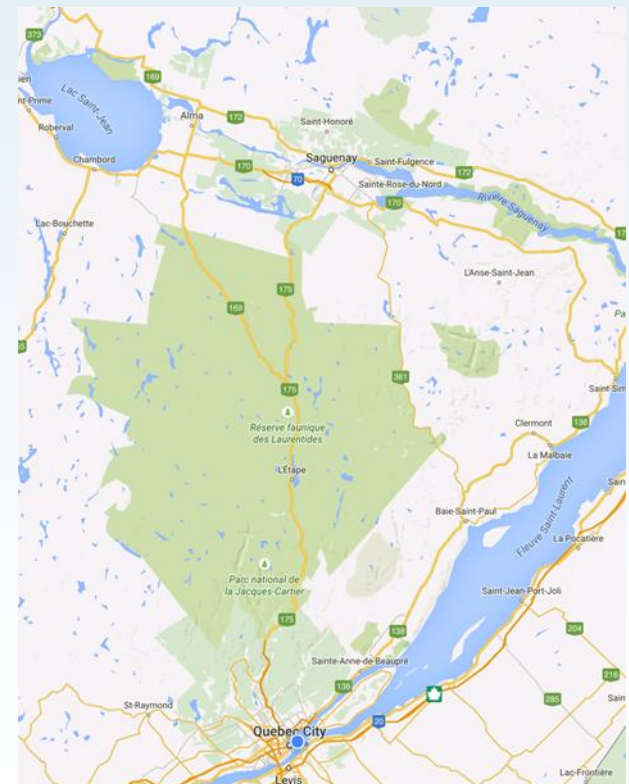 373
Lac Saint-Jean
169
172
Alma
Saint-Honoré
Roberval
Chambord
170
70
Saguenay
Saint-Fulgence
172
Sainte-Rose-du-Nord
170
Rivière Saguenay
Lac-Bouchette
L'Anse-Saint-Jean
175
169
175
381
138
Réserve faunique
des Laurentides
L'Étape
Clermont
La Malbaie
Baie-Saint-Paul
Fleuve Saint-Laurent
La Pocatière
Parc national de
la Jacques-Cartier
175
Saint-Jean-Port-Joli
138
204
Sainte-Anne-de-Beaupré
216
138
285
St-Raymond
20
Quebec City
Levis
Lac-Frontière